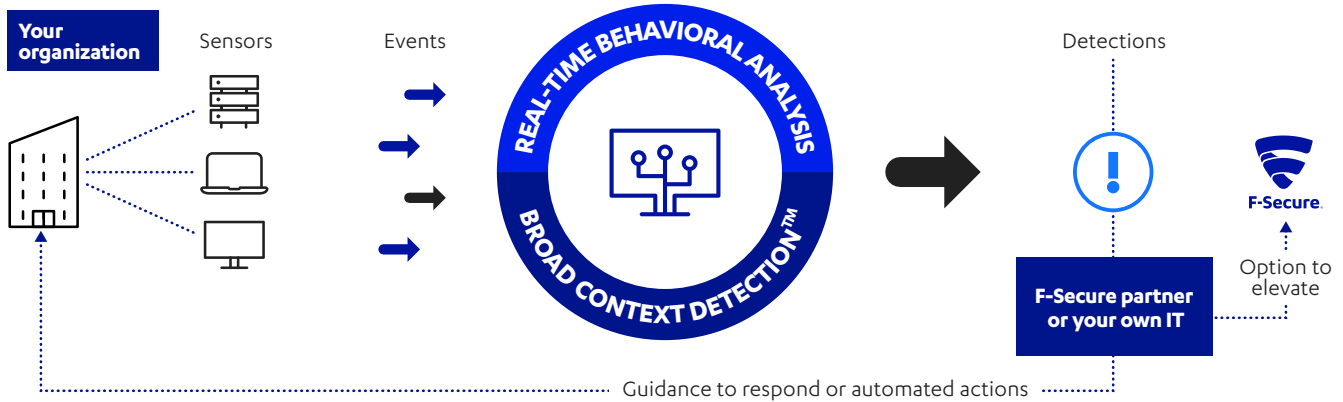 Your
organization
Sensors
Events
REAL-TIME BEHAVIORAL ANALYSIS
BROAD CONTEXT DETECTION™
Detections
F-Secure.
Option to
elevate
F-Secure partner
or your own IT
Guidance to respond or automated actions